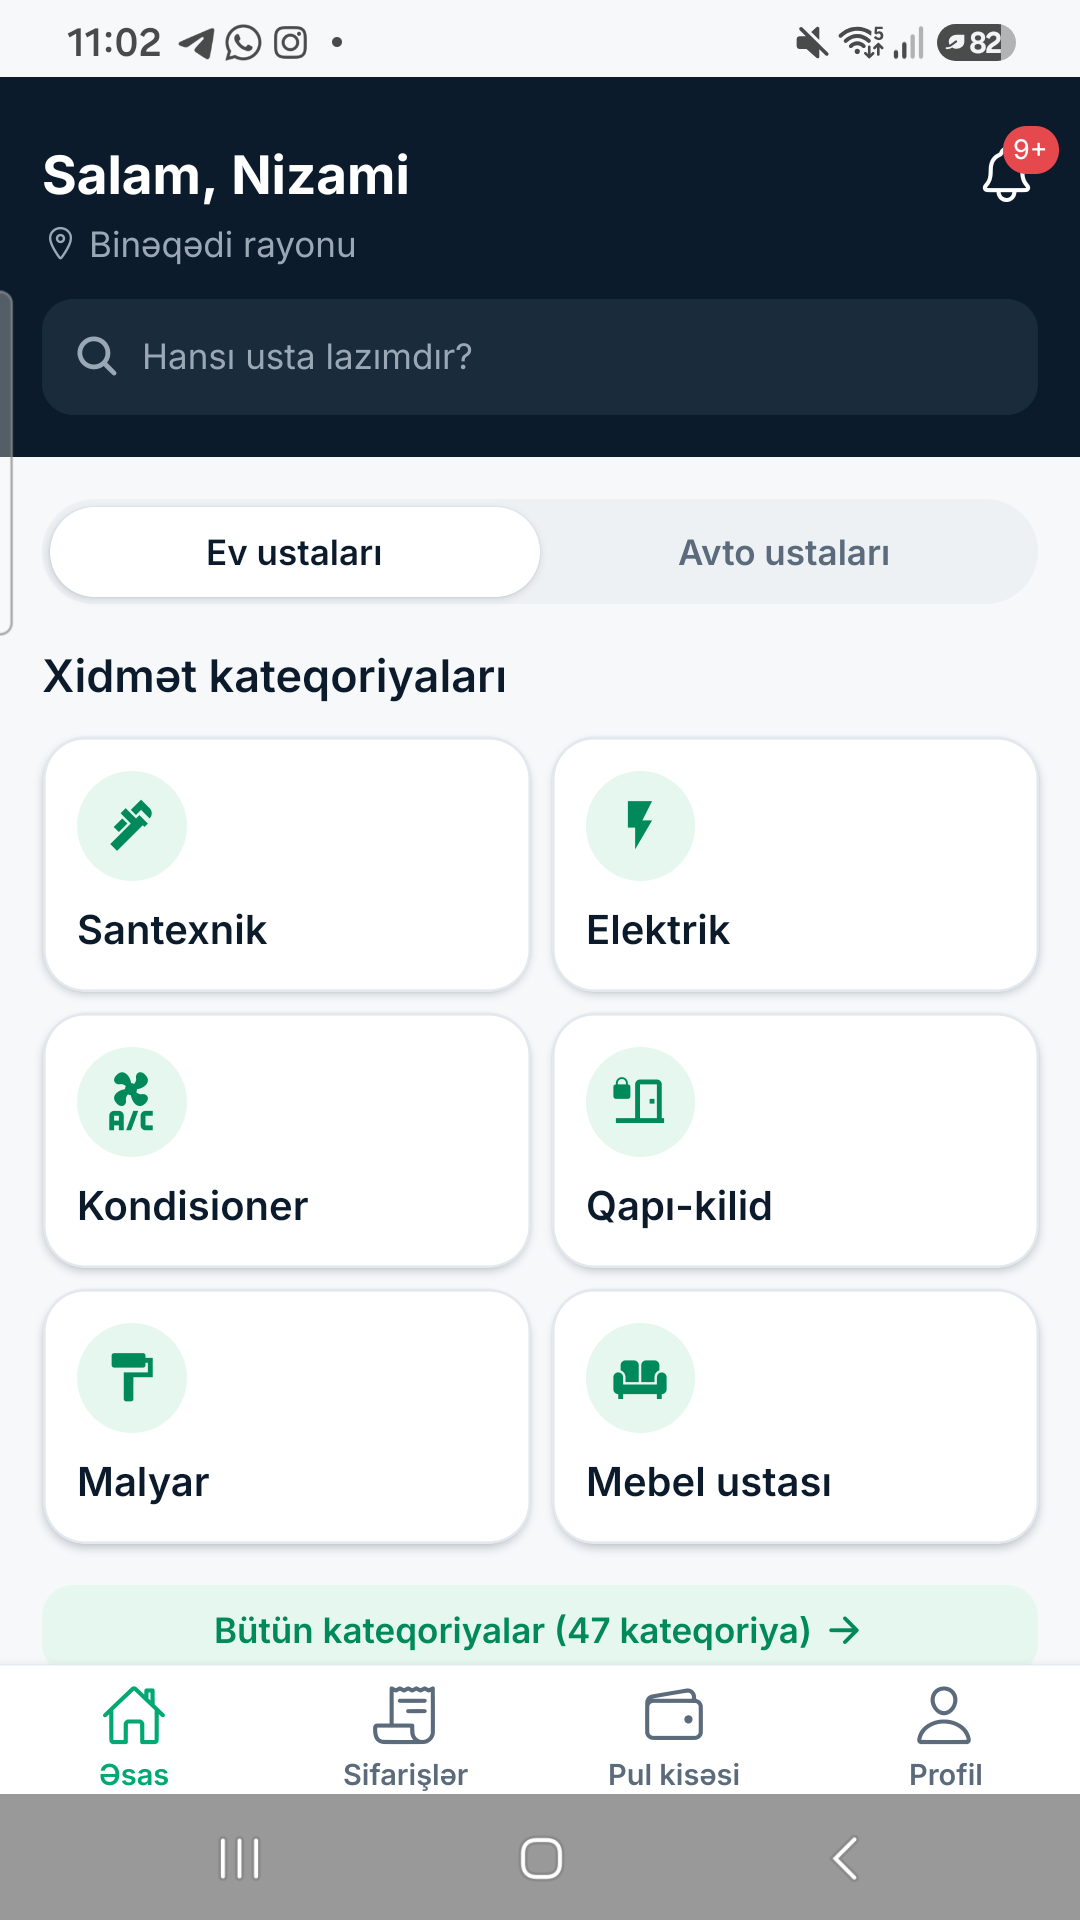 11:02
5
82
Salam, Nizami
9+
Binəqədi rayonu
Hansı usta lazımdır?
Ev ustaları
Avto ustaları
Xidmət kateqoriyaları
Santexnik
Elektrik
A/C
Kondisioner
Qapı-kilid
Malyar
Mebel ustası
Bütün kateqoriyalar (47 kateqoriya) →
Əsas
Sifarişlər
Pul kisəsi
Profil